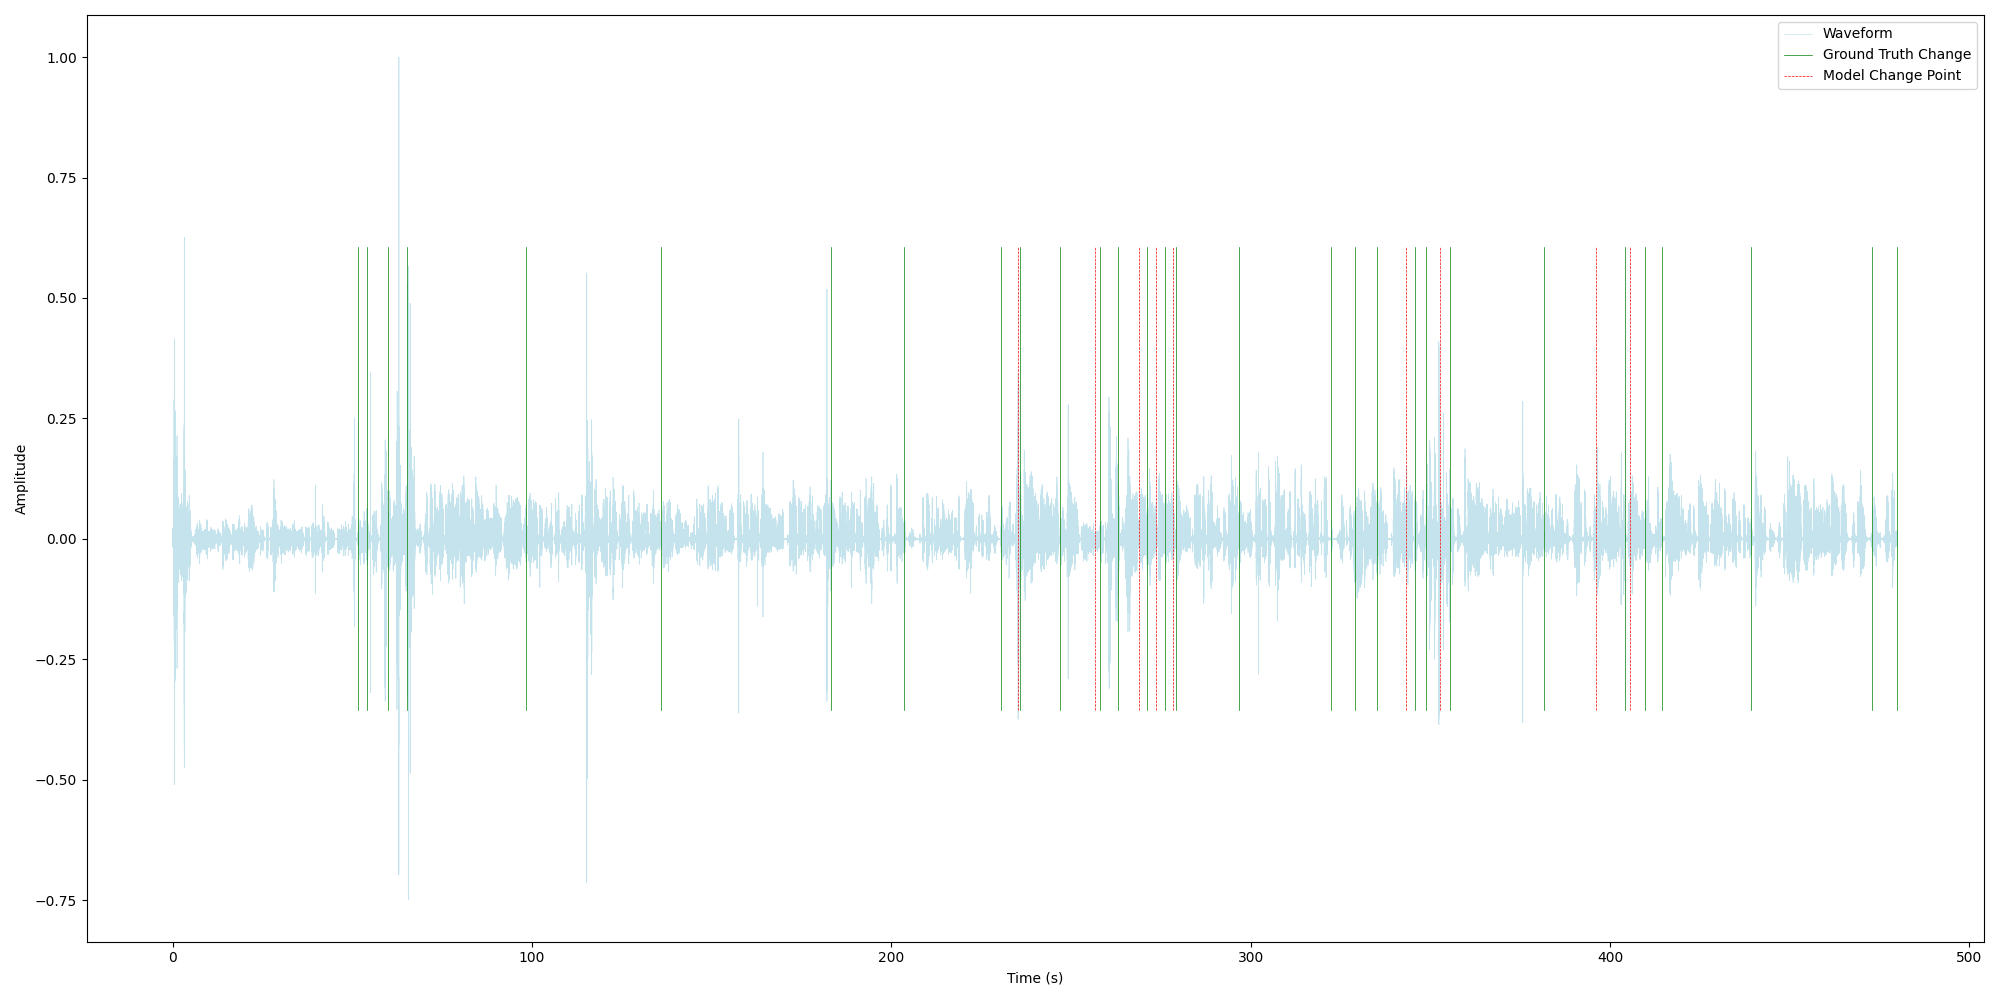 Waveform
Ground Truth Change
Model Change Point
1.00
0.75
0.50
0.25
0.00
−0.25
−0.50
−0.75
Amplitude
0 100 200 300 400 500
Time (s)